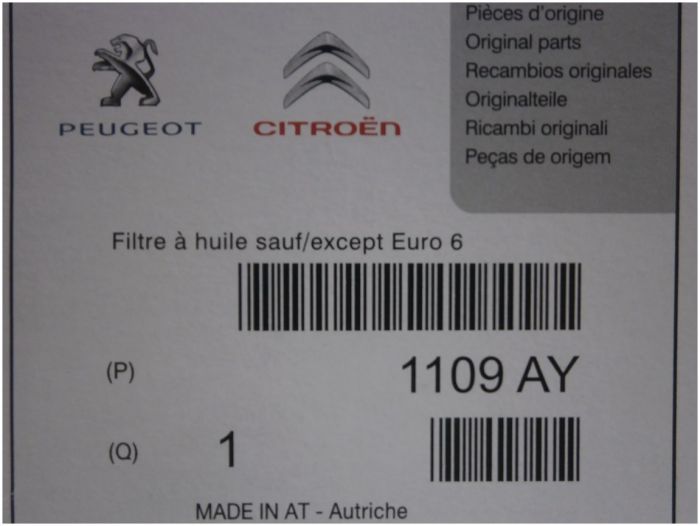 Pièces d'origine
Original parts
Recambios originales
Originalteile
Ricambi originali
Peças de origem
PEUGEOT
CITROËN
Filtre à huile sauf/except Euro 6
(P) 1109 AY
(Q) 1
MADE IN AT - Autriche